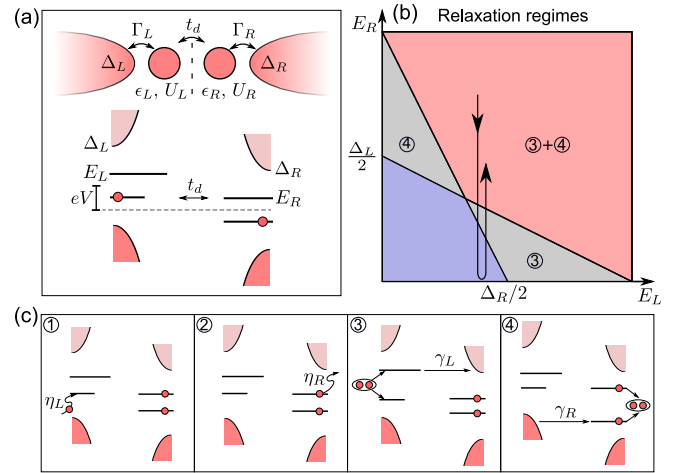 (a)
Γ_L t_d Γ_R
Δ_L Δ_R
ϵ_L, U_L ϵ_R, U_R
Δ_L
Δ_R
E_L
eV t_d E_R
(b) Relaxation regimes
E_R
④ ③+④
Δ_L/2
③
Δ_R/2 E_L
(c)
① ② ③ ④
η_L η_R γ_L γ_R